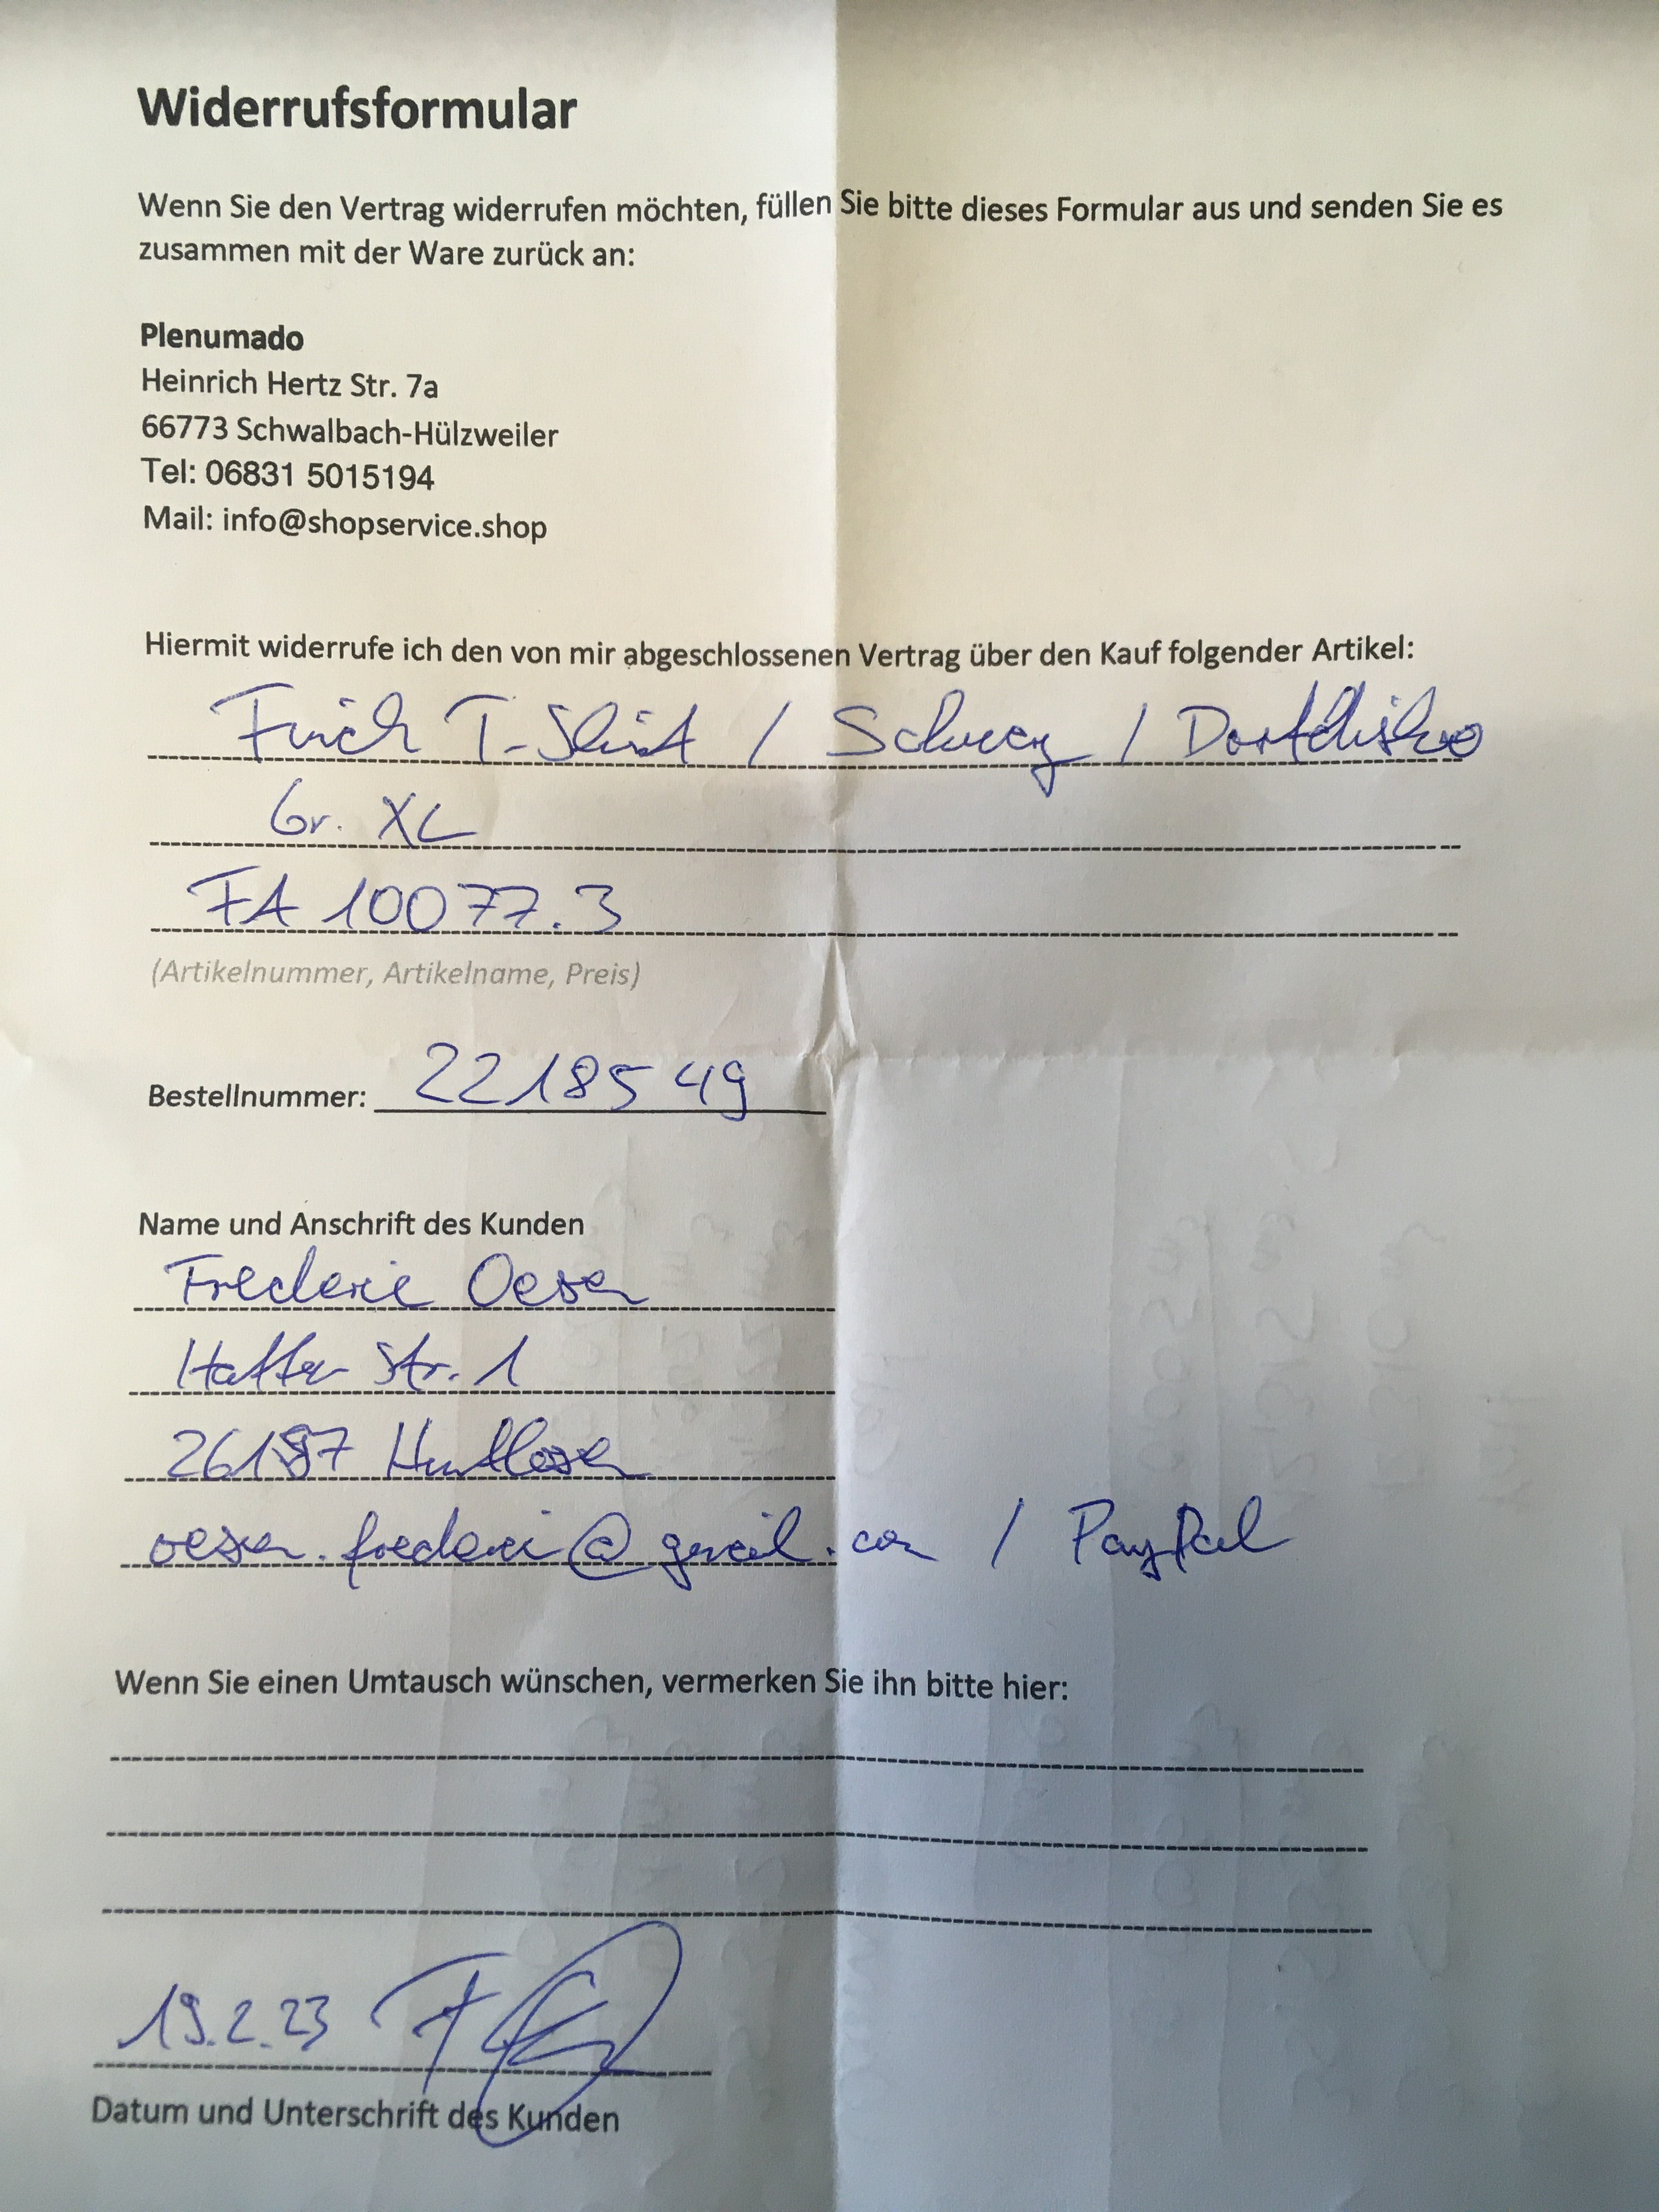 Widerrufsformular
Wenn Sie den Vertrag widerrufen möchten, füllen Sie bitte dieses Formular aus und senden Sie es
zusammen mit der Ware zurück an:
Plenumado
Heinrich Hertz Str. 7a
66773 Schwalbach-Hülzweiler
Tel: 06831 5015194
Mail: info@shopservice.shop
Hiermit widerrufe ich den von mir abgeschlossenen Vertrag über den Kauf folgender Artikel:
T-Shirt / / Dorfdisko
Gr. XL
FA 10077.3
(Artikelnummer, Artikelname, Preis)
Bestellnummer: 2218549
Name und Anschrift des Kunden
Frederic Oeser
Hatter Str. 1
26197 Huntlosen
/ PayPal
Wenn Sie einen Umtausch wünschen, vermerken Sie ihn bitte hier:
19.2.23
Datum und Unterschrift des Kunden